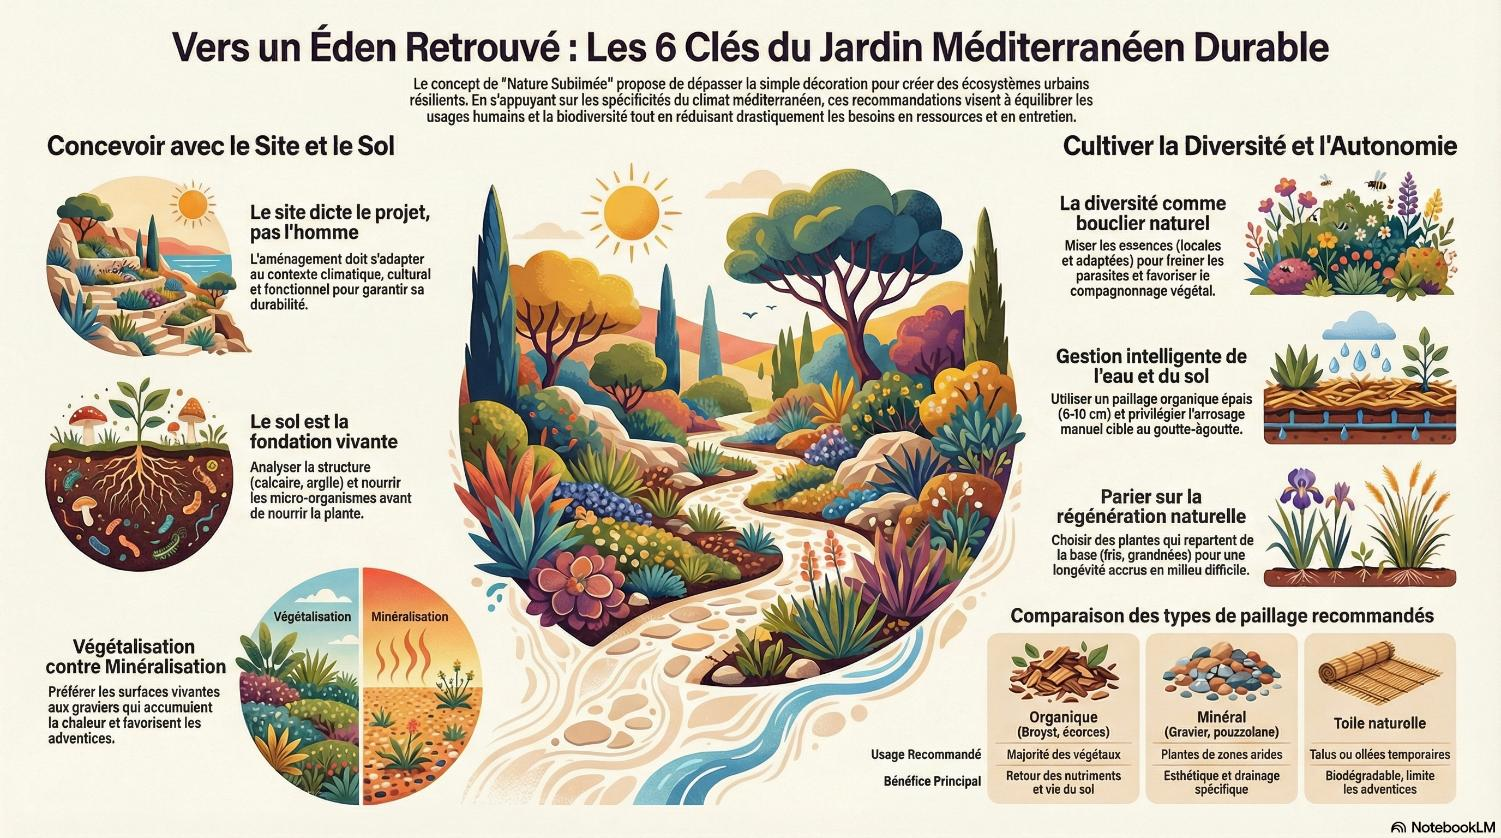 Vers un Éden Retrouvé : Les 6 Clés du Jardin Méditerranéen Durable
Le concept de "Nature Subiimée" propose de dépasser la simple décoration pour créer des écosystèmes urbains
résilients. En s'appuyant sur les spécificités du climat méditerranéen, ces recommandations visent à équilibrer les
usages humains et la biodiversité tout en réduisant drastiquement les besoins en ressources et en entretien.
Concevoir avec le Site et le Sol
Le site dicte le projet,
pas l'homme
L'aménagement doit s'adapter
au contexte climatique, cultural
et fonctionnel pour garantir sa
durabilité.
Le sol est la
fondation vivante
Analyser la structure
(calcaire, arglle) et nourrir
les micro-organismes avant
de nourrir la plante.
Végétalisation
contre Minéralisation
Préférer les surfaces vivantes
aux graviers qui accumuient
la chaleur et favorisent les
adventices.
Végétalisation
Minéralisation
Cultiver la Diversité et l'Autonomie
La diversité comme
bouclier naturel
Miser les essences (locales
et adaptées) pour freiner les
parasites et favoriser ie
compagnonnage végétal.
Gestion intelligente de
l'eau et du sol
Utiliser un paillage organique épais
(6-10 cm) et privilégier l'arrosage
manuel cible au goutte-àgoutte.
Parier sur la
régénération naturelle
Choisir des plantes qui repartent de
la base (fris, grandnées) pour une
longévité accrus en milieu difficile.
Comparaison des types de paillage recommandés
Organique
(Broyst, écorces)
Minéral
(Gravier, pouzzolane)
Toile naturelle
Usage Recommandé
Majorité des végétaux
Plantes de zones arides
Talus ou ollées temporaires
Bénéfice Principal
Retour des nutriments
et vie du sol
Esthétique et drainage
spécifique
Biodégradable, limite
les adventices
NotebookLM